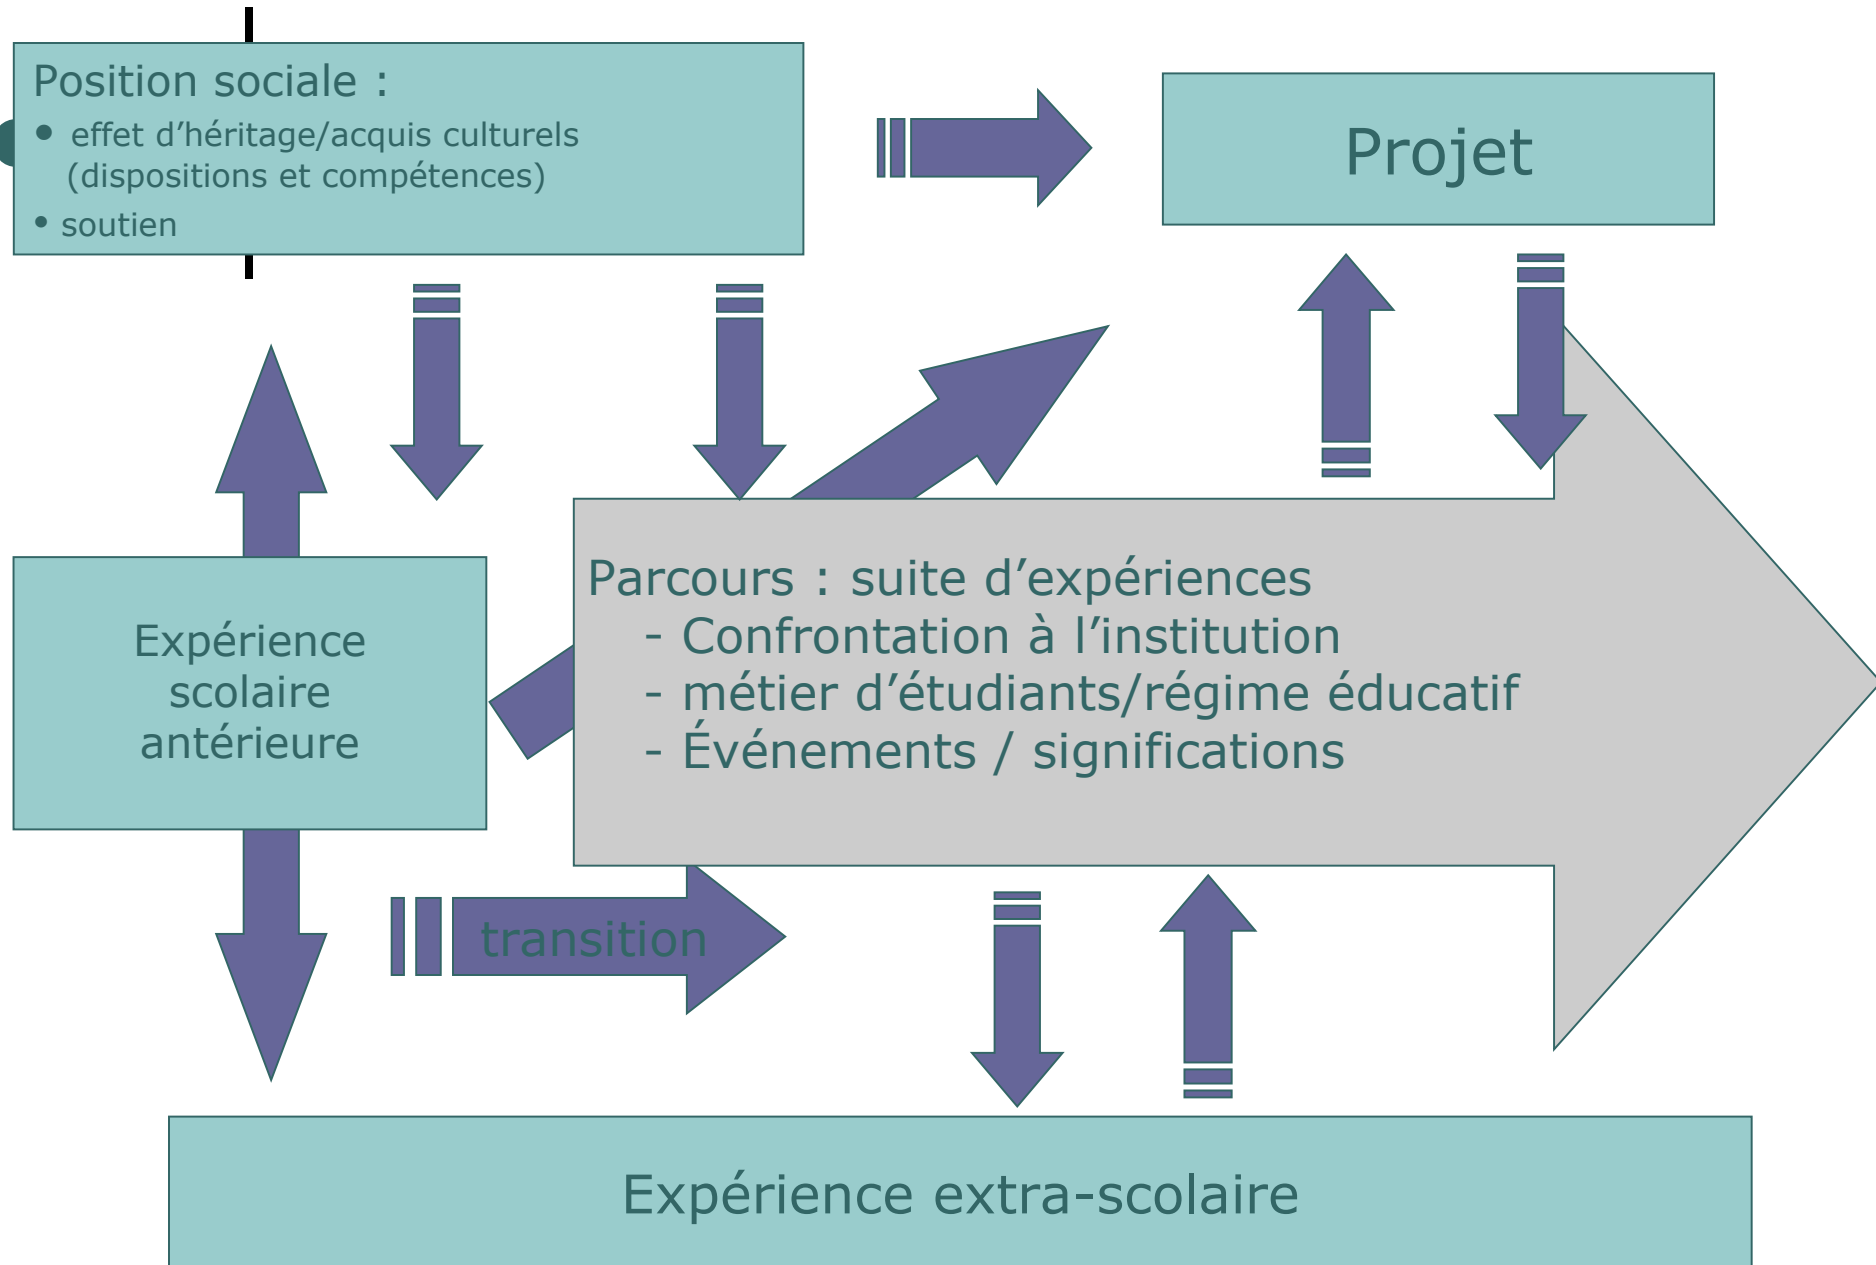 Position sociale :
• effet d’héritage/acquis culturels
(dispositions et compétences)
• soutien
Projet
Expérience
scolaire
antérieure
Parcours : suite d’expériences
- Confrontation à l’institution
- métier d’étudiants/régime éducatif
- Événements / significations
transition
Expérience extra-scolaire